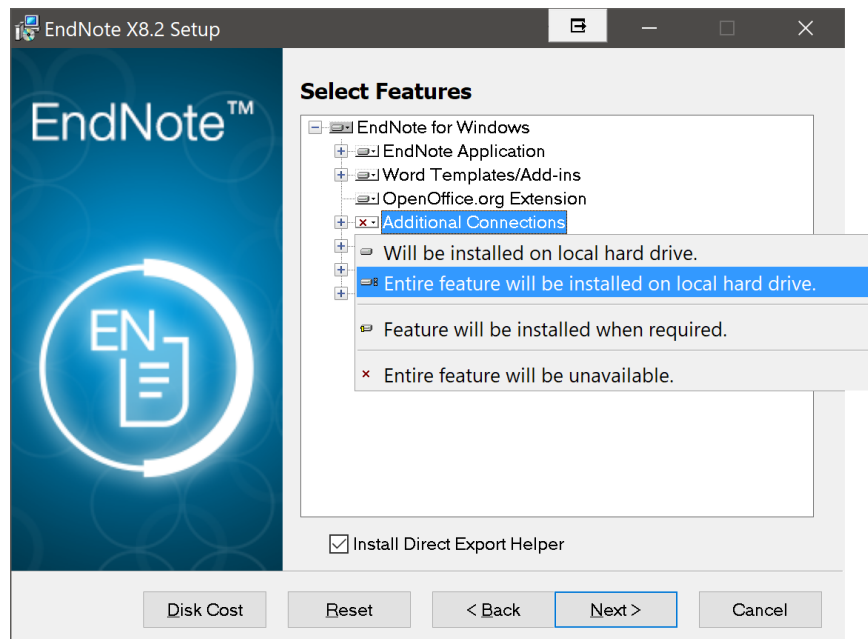 EndNote X8.2 Setup
EndNote™
Select Features
EndNote for Windows
EndNote Application
Word Templates/Add-ins
OpenOffice.org Extension
Additional Connections
Will be installed on local hard drive.
Entire feature will be installed on local hard drive.
Feature will be installed when required.
Entire feature will be unavailable.
EN
Install Direct Export Helper
Disk Cost Reset < Back Next > Cancel